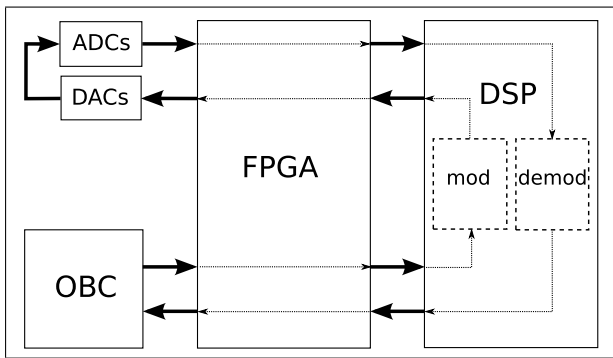 ADCs
DACs
DSP
FPGA
mod
demod
OBC